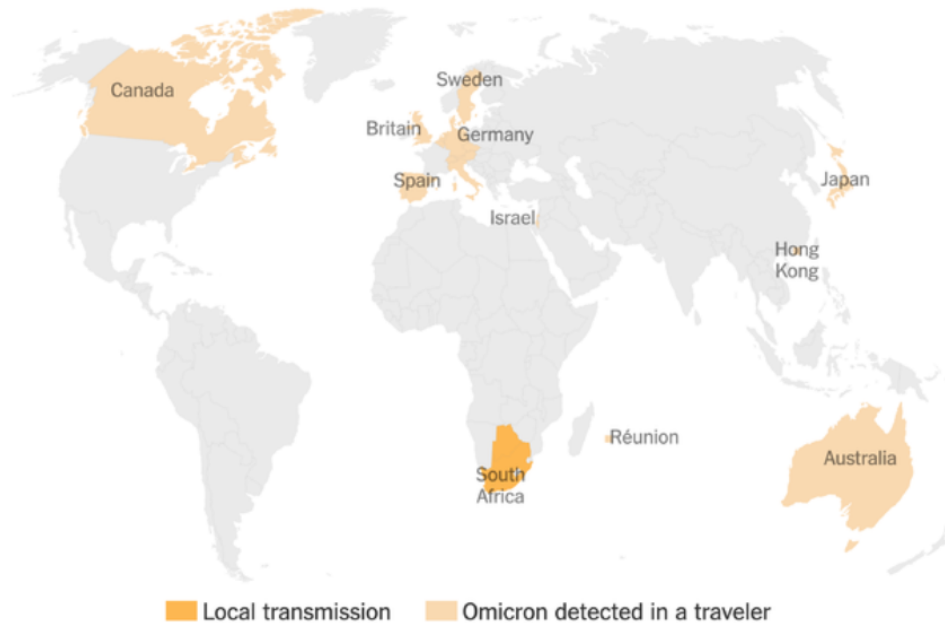 Canada
Sweden
Britain
Germany
Spain
Japan
Israel
Hong
Kong
Réunion
Australia
South
Africa
Local transmission
Omicron detected in a traveler